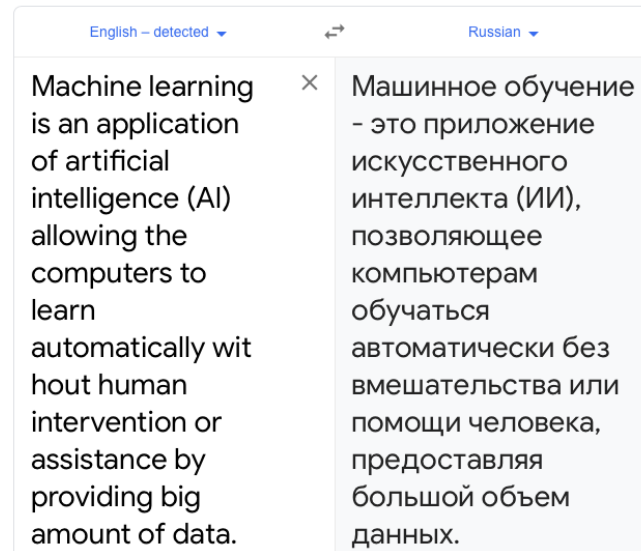 English – detected
Russian
Machine learning
is an application
of artificial
intelligence (AI)
allowing the
computers to
learn
automatically wit
hout human
intervention or
assistance by
providing big
amount of data.
Машинное обучение
- это приложение
искусственного
интеллекта (ИИ),
позволяющее
компьютерам
обучаться
автоматически без
вмешательства или
помощи человека,
предоставляя
большой объем
данных.